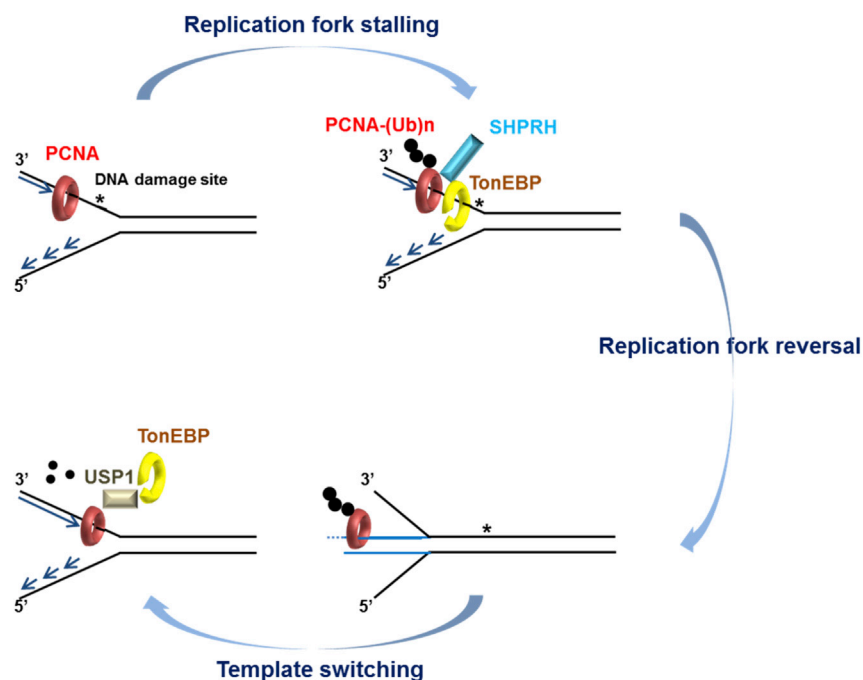 Replication fork stalling
PCNA
3’
DNA damage site
*
5’
PCNA-(Ub)n
SHPRH
3’
TonEBP
*
5’
Replication fork reversal
TonEBP
USP1
3’
5’
3’
*
5’
Template switching